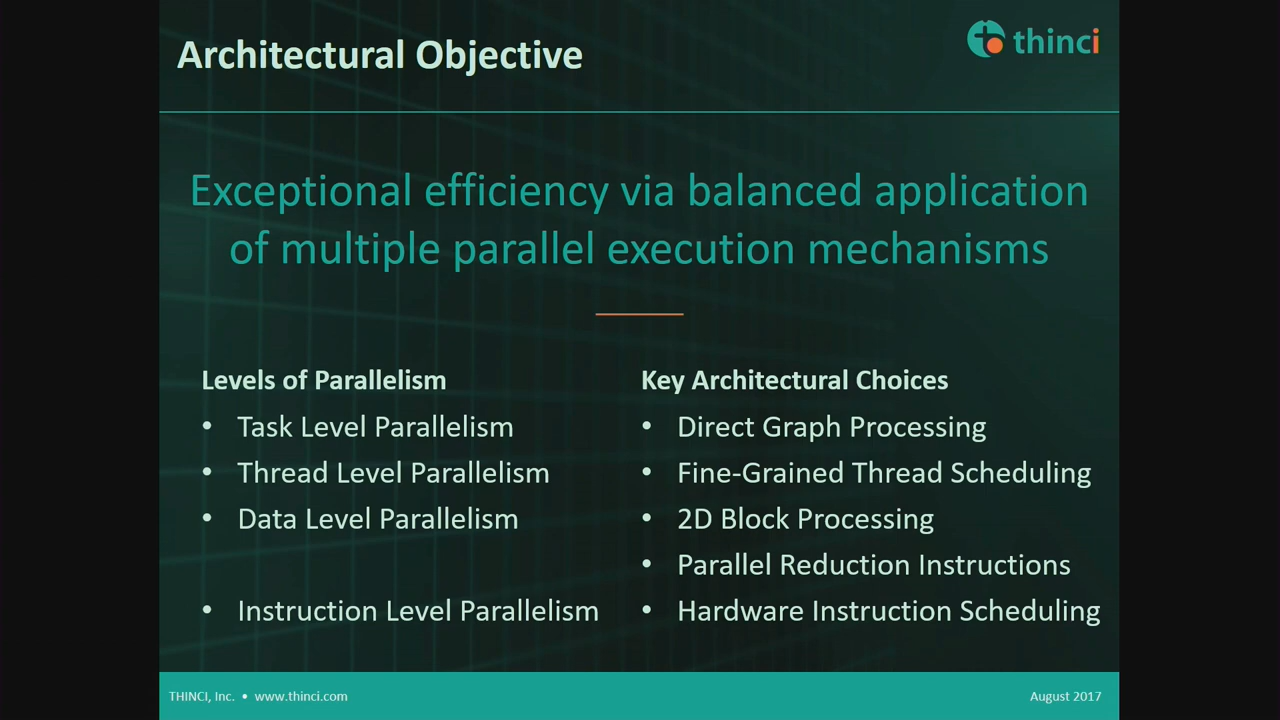 Architectural Objective
thinci
Exceptional efficiency via balanced application
of multiple parallel execution mechanisms
Levels of Parallelism
• Task Level Parallelism
• Thread Level Parallelism
• Data Level Parallelism
• Instruction Level Parallelism
Key Architectural Choices
• Direct Graph Processing
• Fine-Grained Thread Scheduling
• 2D Block Processing
• Parallel Reduction Instructions
• Hardware Instruction Scheduling
THINCI, Inc. • www.thinci.com
August 2017